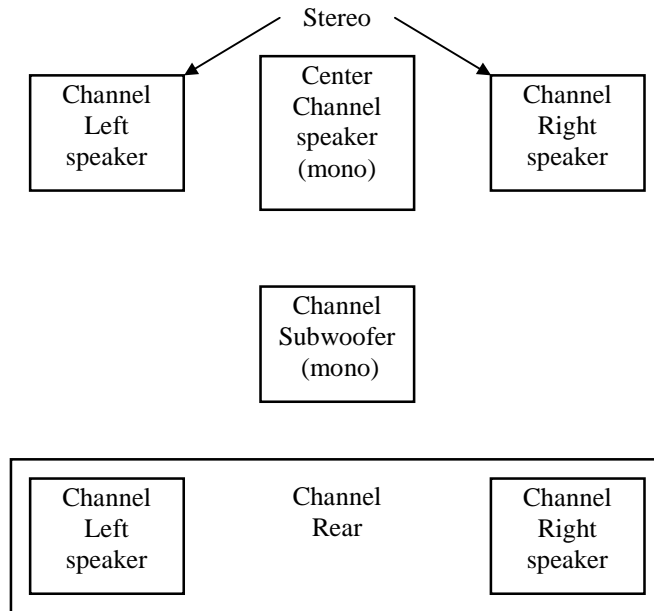 Stereo
Channel
Left
speaker
Center
Channel
speaker
(mono)
Channel
Right
speaker
Channel
Subwoofer
(mono)
Channel
Left
speaker
Channel
Rear
Channel
Right
speaker